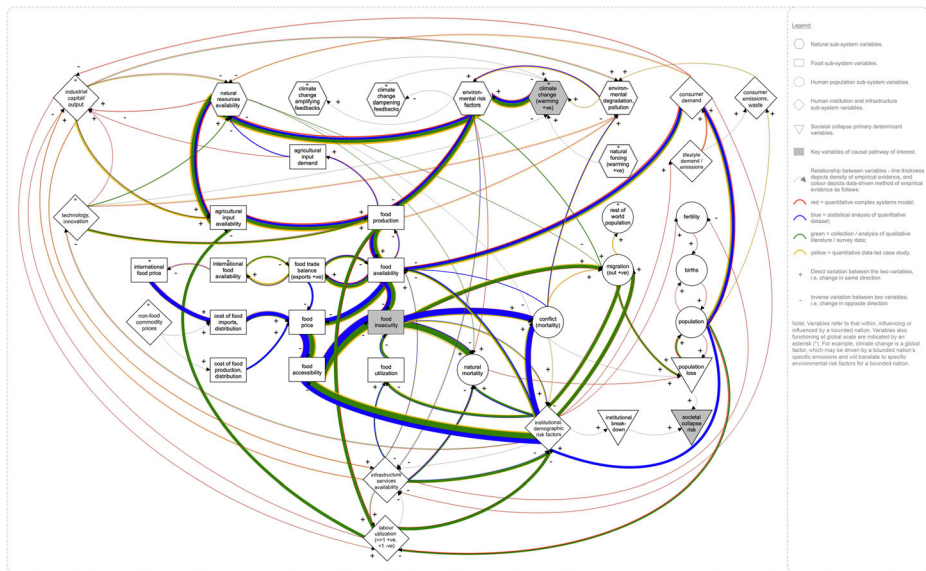 Legend:
Natural sub-system variables.
Food sub-system variables.
Human population sub-system variables.
Human institution and infrastructure
sub-system variables.
Societal collapse primary determinant
variables.
Key variables of causal pathway of interest.
Relationship between variables - line thickness
depicts density of empirical evidence, and
colour depicts data-driven method of empirical
evidence as follows:
red = quantitative complex systems model;
blue = statistical anaysis of quantitative
dataset;
green = collection / analysis of qualitative
literature / survey data;
yellow = quantitative data-led case study.
Direct variation between the two variables,
i.e. change in same direction
Inverse variation between two variables,
i.e. change in opposite direction
Note: Variables refer to that within, influencing or
influenced by a bounded nation. Variables also
functioning at global scale are indicated by an
asterisk (*). For example, climate change is a global
factor, which may be driven by a bounded nation's
specific emissions and will translate to specific
environmental risk factors for a bounded nation.
industrial
capital/
output
natural
resources
availability
climate
change
amplifying
feedbacks
climate
change
dampening
feedbacks
environ-
mental risk
factors
climate
change
(warming
+ve)
environ-
mental
degradation,
pollution
consumer
demand
consumer
emissions,
waste
agricultural
input
demand
natural
forcing
(warming
+ve)
lifestyle
demand /
emissions
technology,
innovation
agricultural
input
availability
food
production
rest of
world
population
fertility
international
food price
international
food
availability
food trade
balance
(exports +ve)
food
availability
migration
(out +ve)
births
non-food
commodity
prices
cost of food
imports,
distribution
food
price
food
insecurity
conflict
(mortality)
population
cost of food
production,
distribution
food
accessibility
food
utilization
natural
mortality
population
loss
institutional,
demographic
risk factors
institutional
break-
down
societal
collapse
risk
infrastructure
services
availability
labour
utilization
(=>1 +ve,
<1 -ve)